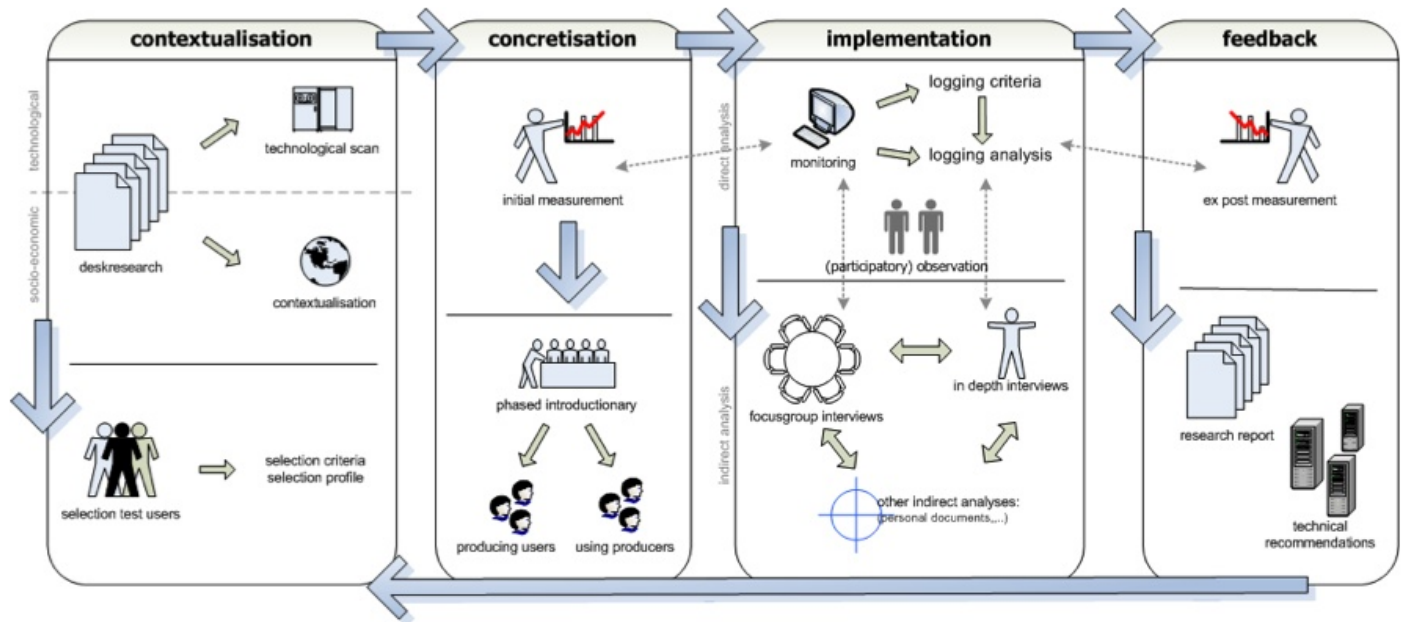 contextualisation
technological
socio-economic
technological scan
deskresearch
contextualisation
selection test users
selection criteria
selection profile
concretisation
initial measurement
phased introductionary
producing users
using producers
implementation
direct analysis
indirect analysis
monitoring
logging criteria
logging analysis
(participatory) observation
focusgroup interviews
in depth interviews
other indirect analyses:
(personal documents,,...)
feedback
ex post measurement
research report
technical
recommendations